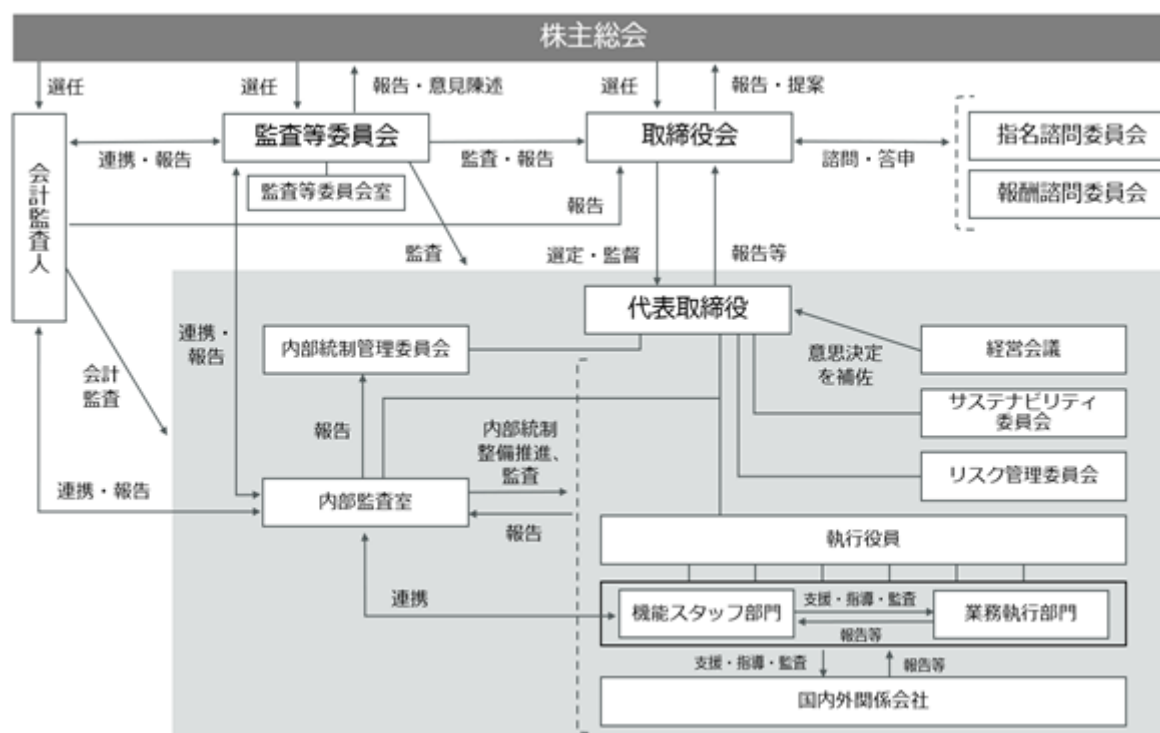 株主総会
選任
選任
報告・意見陳述
選任
報告・提案
会計監査人
連携・報告
監査等委員会
監査等委員会室
監査・報告
取締役会
諮問・答申
指名諮問委員会
報酬諮問委員会
報告
監査
選定・監督
報告等
代表取締役
連携・
報告
内部統制管理委員会
意思決定
を補佐
経営会議
会計
監査
サステナビリティ
委員会
報告
内部統制
整備推進、
監査
リスク管理委員会
連携・報告
内部監査室
報告
執行役員
連携
機能スタッフ部門
支援・指導・監査
報告等
業務執行部門
支援・指導・監査
報告等
国内外関係会社